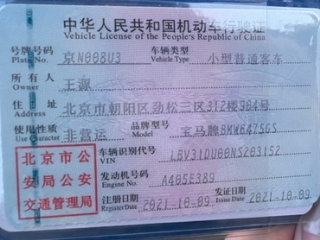 中华人民共和国机动车行驶证
Vehicle License of the People's Republic of China
号牌号码 京N008U3 车辆类型 小型普通客车
Plate No. Vehicle Type
所有人 王源
Owner
住址 北京市朝阳区劲松三区312楼904号
Address
使用性质 非营运 品牌型号 宝马牌BKW6475GS
Use Character Model
北京市公
安局公安
交通管理局
车辆识别代号 LBV31DU00NS203152
VIN
发动机号码 A405E389
Engine No.
注册日期 2021-10-09 发证日期 2021-10-09
Register Date Issue Date